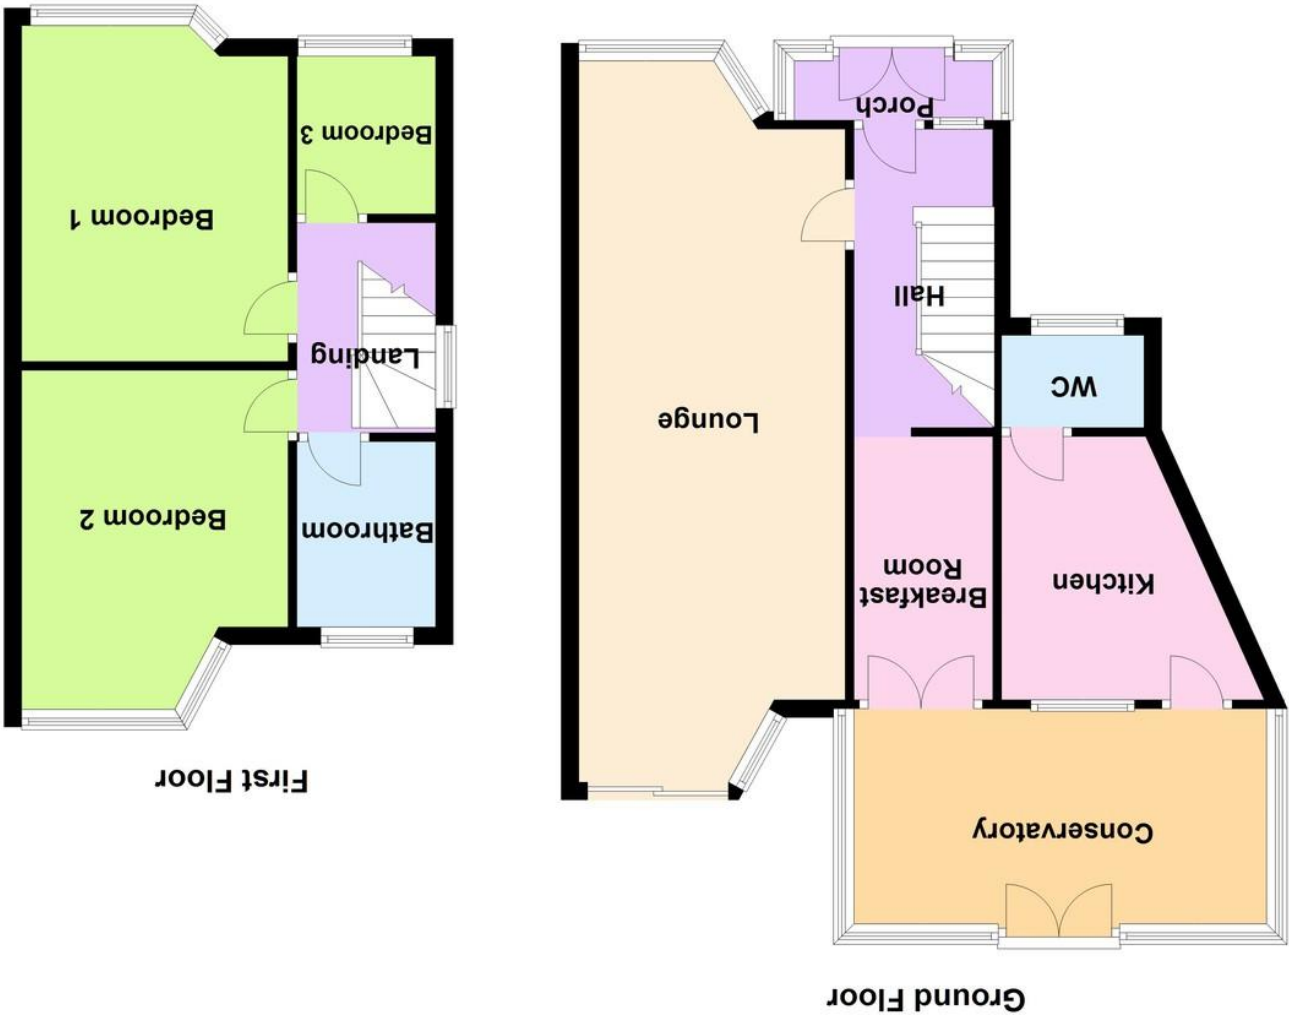 Ground Floor
Conservatory
Kitchen
Breakfast
Room
Lounge
WC
Hall
Porch
First Floor
Bedroom 2
Bathroom
Landing
Bedroom 1
Bedroom 3